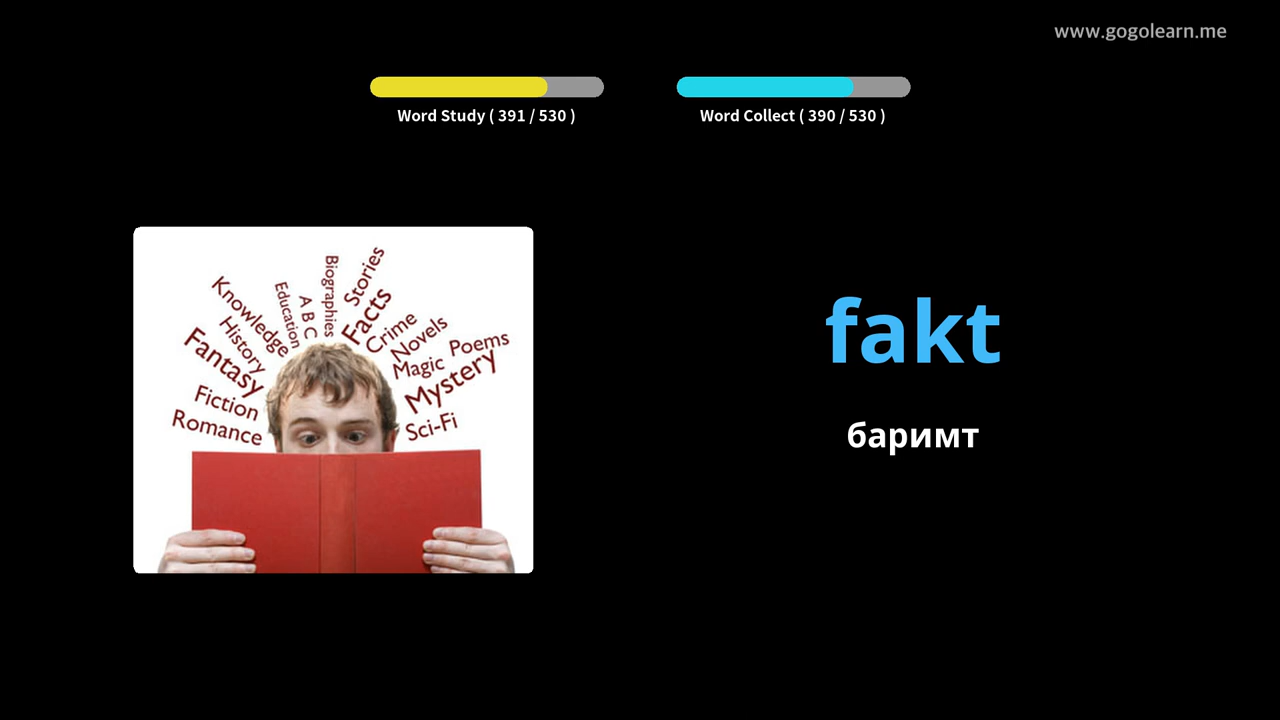 www.gogolearn.me
Word Study ( 391 / 530 )
Word Collect ( 390 / 530 )
Biographies
Stories
Education
A B C
Facts
Knowledge
Crime
History
Novels
Poems
Fantasy
Magic
Mystery
Fiction
Sci-Fi
Romance
fakt
баримт